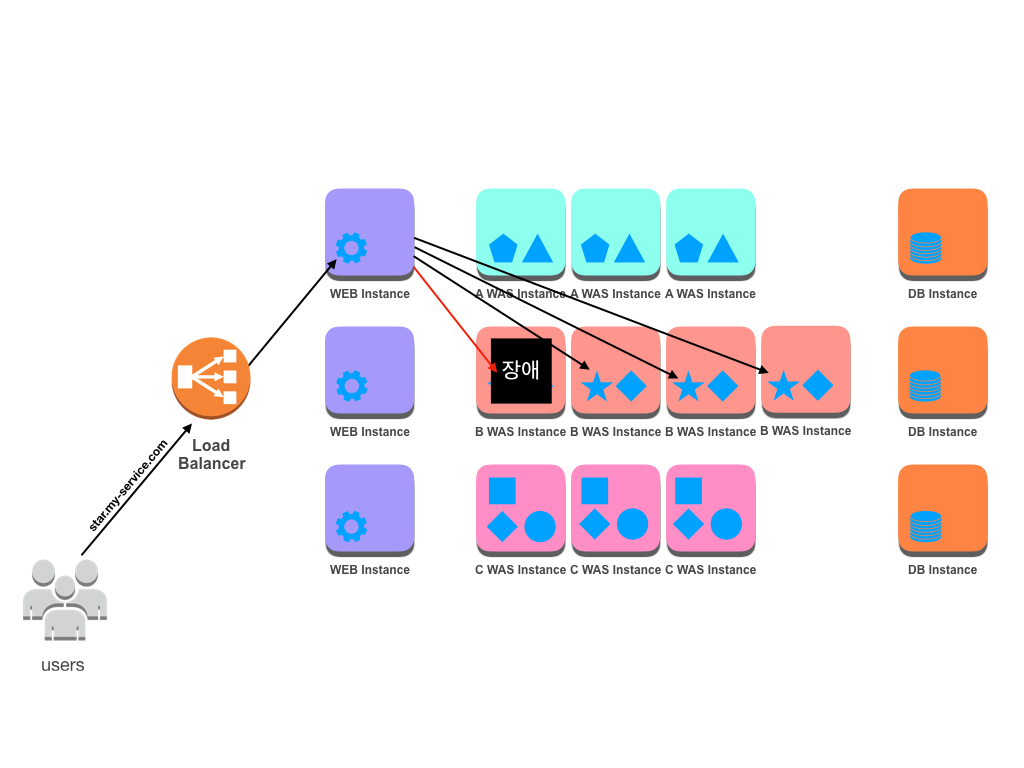 WEB Instance
A WAS Instance
A WAS Instance
A WAS Instance
DB Instance
장애
WEB Instance
B WAS Instance
B WAS Instance
B WAS Instance
B WAS Instance
DB Instance
Load
Balancer
star.my-service.com
WEB Instance
C WAS Instance
C WAS Instance
C WAS Instance
DB Instance
users